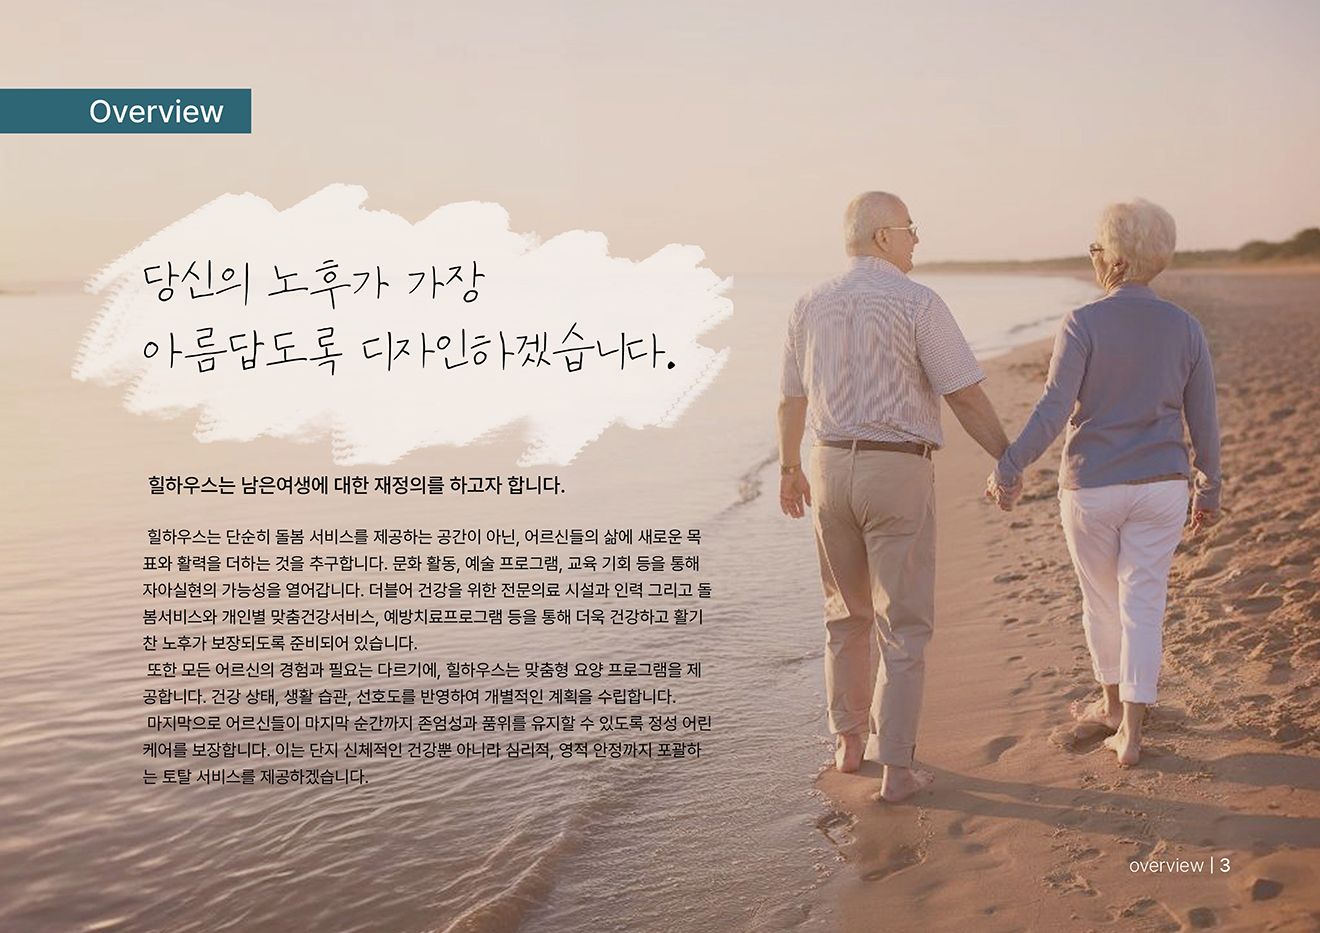 Overview
당신의 노후가 가장
아름답도록 디자인하겠습니다.
힐하우스는 남은여생에 대한 재정의를 하고자 합니다.
힐하우스는 단순히 돌봄 서비스를 제공하는 공간이 아닌, 어르신들의 삶에 새로운 목
표와 활력을 더하는 것을 추구합니다. 문화 활동, 예술 프로그램, 교육 기회 등을 통해
자아실현의 가능성을 열어갑니다. 더블어 건강을 위한 전문의료 시설과 인력 그리고 돌
봄서비스와 개인별 맞춤건강서비스, 예방치료프로그램 등을 통해 더욱 건강하고 활기
찬 노후가 보장되도록 준비되어 있습니다.
또한 모든 어르신의 경험과 필요는 다르기에, 힐하우스는 맞춤형 요양 프로그램을 제
공합니다. 건강 상태, 생활 습관, 선호도를 반영하여 개별적인 계획을 수립합니다.
마지막으로 어르신들이 마지막 순간까지 존엄성과 품위를 유지할 수 있도록 정성 어린
케어를 보장합니다. 이는 단지 신체적인 건강뿐 아니라 심리적, 영적 안정까지 포괄하
는 토탈 서비스를 제공하겠습니다.
overview | 3